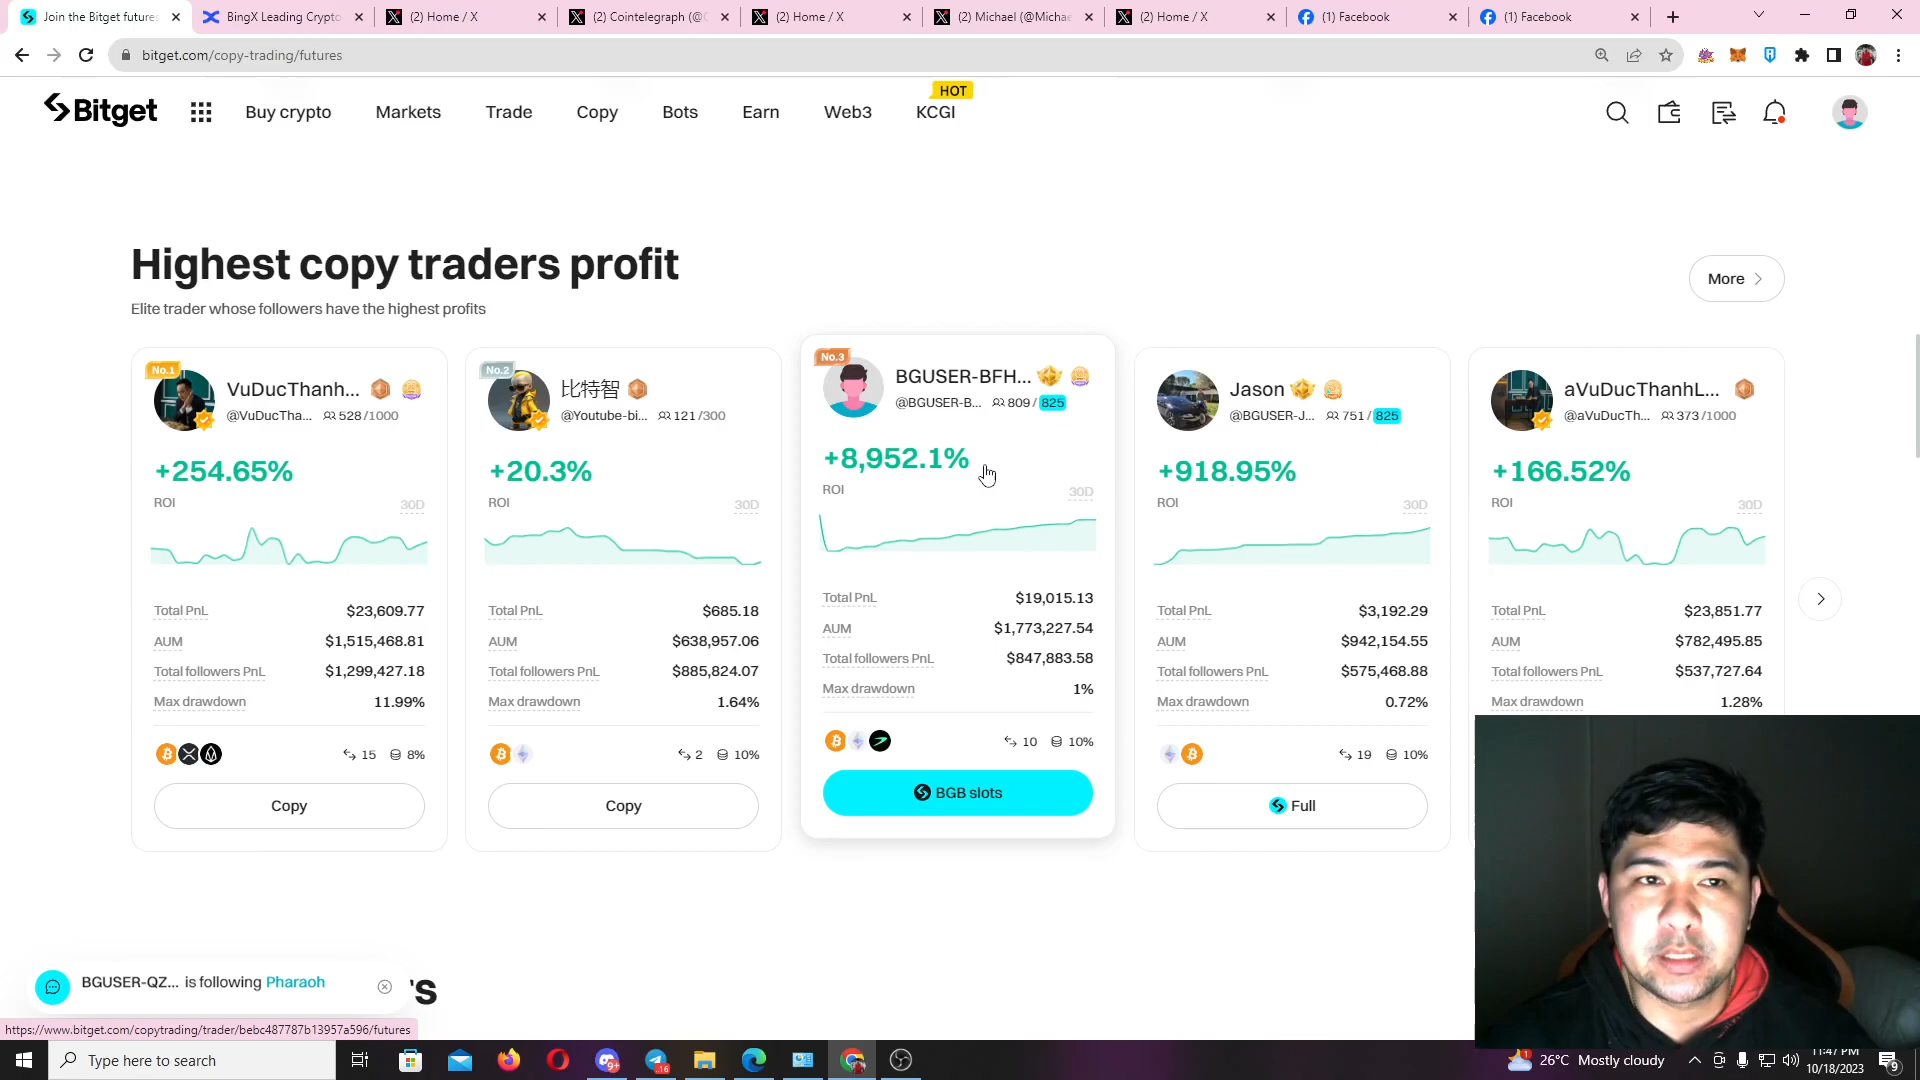 Join the Bitget futures
BingX Leading Crypto
(2) Home / X
(2) Cointelegraph (@C
(2) Home / X
(2) Michael (@Michae
(2) Home / X
(1) Facebook
(1) Facebook
bitget.com/copy-trading/futures
Bitget
Buy crypto
Markets
Trade
Copy
Bots
Earn
Web3
KCGI
HOT
Highest copy traders profit
Elite trader whose followers have the highest profits
More
No.1
VuDucThanh...
@VuDucTha... 528/1000
+254.65%
ROI
30D
Total PnL $23,609.77
AUM $1,515,468.81
Total followers PnL $1,299,427.18
Max drawdown 11.99%
15 8%
Copy
No.2
比特智
@Youtube-bi... 121/300
+20.3%
ROI
30D
Total PnL $685.18
AUM $638,957.06
Total followers PnL $885,824.07
Max drawdown 1.64%
2 10%
Copy
No.3
BGUSER-BFH...
@BGUSER-B... 809/825
+8,952.1%
ROI
30D
Total PnL $19,015.13
AUM $1,773,227.54
Total followers PnL $847,883.58
Max drawdown 1%
10 10%
BGB slots
Jason
@BGUSER-J... 751/825
+918.95%
ROI
30D
Total PnL $3,192.29
AUM $942,154.55
Total followers PnL $575,468.88
Max drawdown 0.72%
19 10%
Full
aVuDucThanhL...
@aVuDucTh... 373/1000
+166.52%
ROI
30D
Total PnL $23,851.77
AUM $782,495.85
Total followers PnL $537,727.64
Max drawdown 1.28%
BGUSER-QZ... is following Pharaoh
https://www.bitget.com/copytrading/trader/bebc487787b13957a596/futures
Type here to search
9+
.16
1
26°C Mostly cloudy
11:47 PM
10/18/2023
9